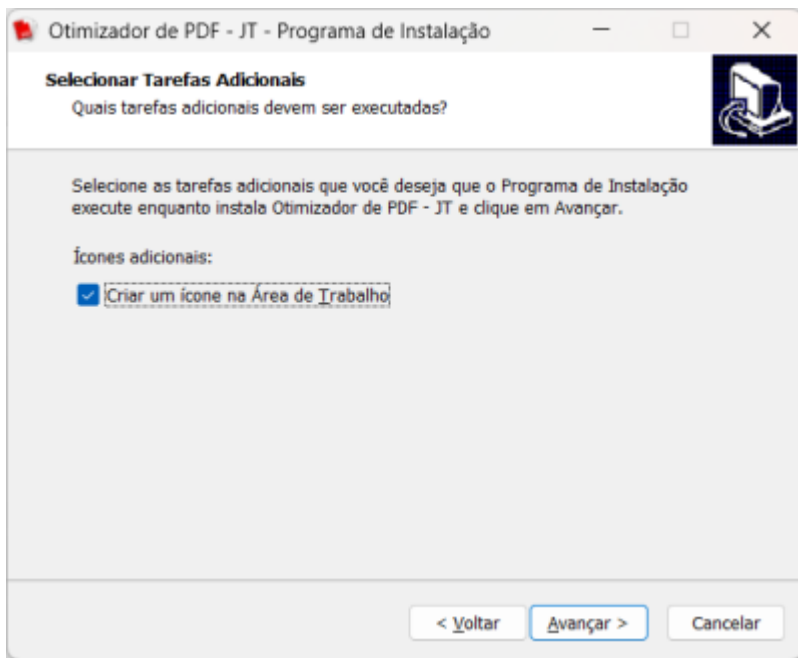 Otimizador de PDF - JT - Programa de Instalação
Selecionar Tarefas Adicionais
Quais tarefas adicionais devem ser executadas?
Selecione as tarefas adicionais que você deseja que o Programa de Instalação
execute enquanto instala Otimizador de PDF - JT e clique em Avançar.
Ícones adicionais:
Criar um ícone na Área de Trabalho
< Voltar Avançar > Cancelar